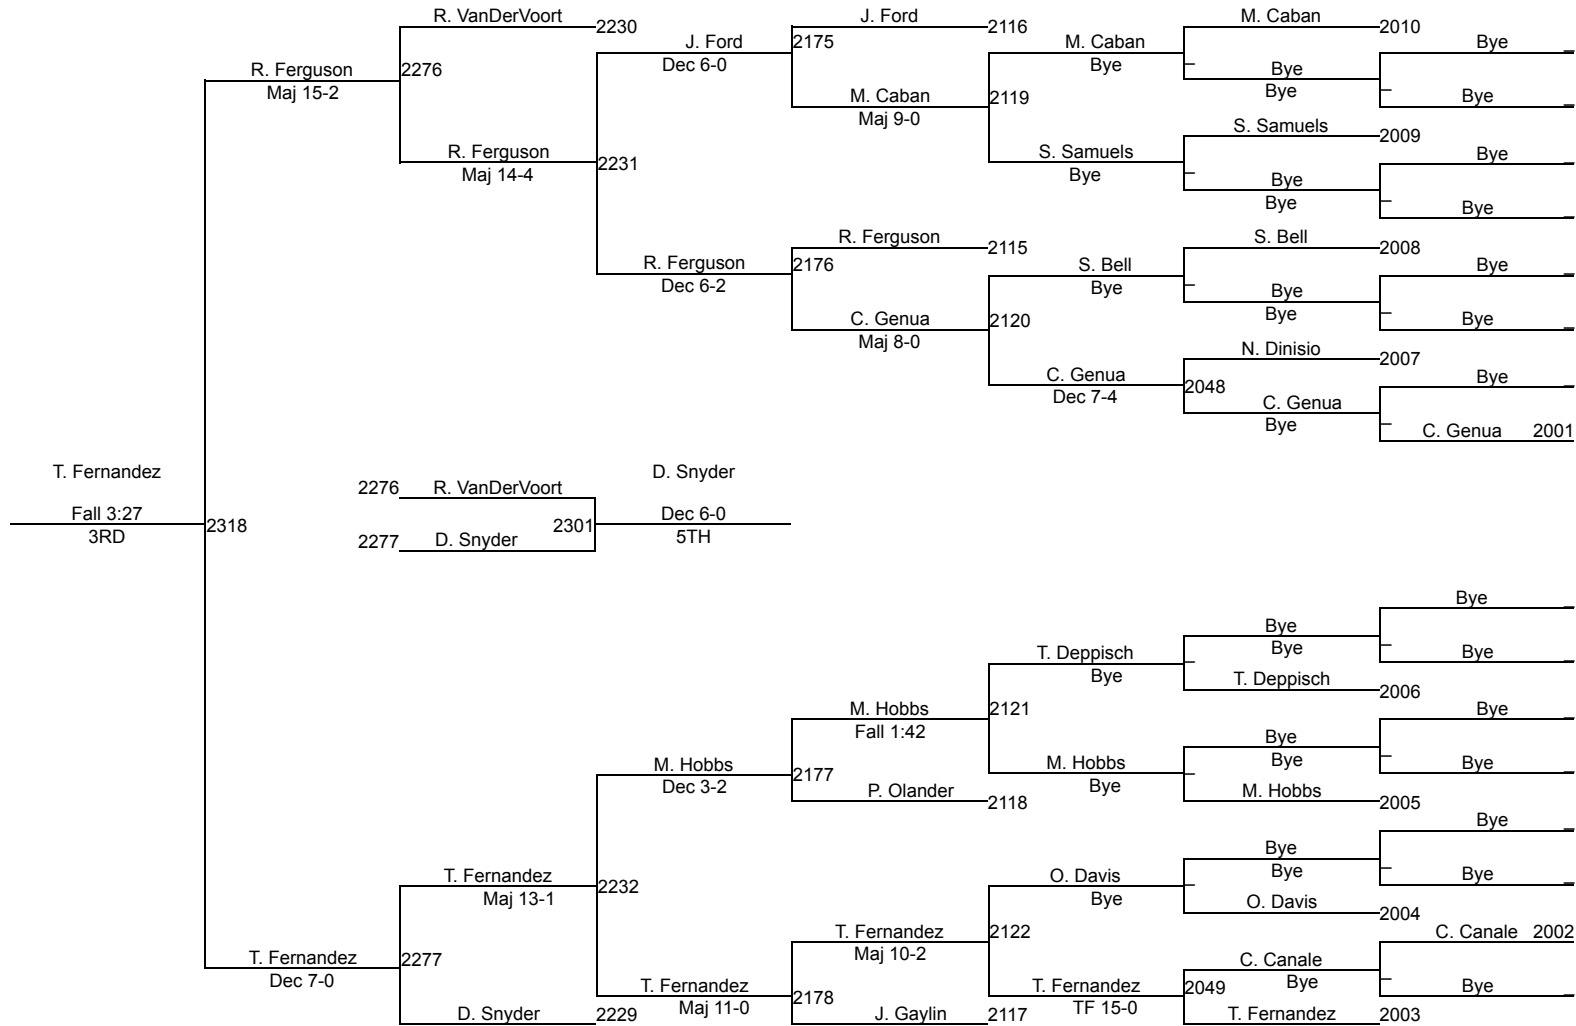 R. VanDerVoort 2230
J. Ford 2116
M. Caban 2010
J. Ford 2175
Dec 6-0
M. Caban
Bye
Bye _
R. Ferguson 2276
Maj 15-2
_
Bye
Bye
M. Caban 2119
Maj 9-0
_
Bye _
S. Samuels 2009
R. Ferguson 2231
Maj 14-4
S. Samuels
Bye
Bye _
_
Bye
Bye
_
Bye _
R. Ferguson 2115
S. Bell 2008
R. Ferguson 2176
Dec 6-2
S. Bell
Bye
Bye _
_
Bye
Bye
C. Genua 2120
Maj 8-0
_
Bye _
N. Dinisio 2007
C. Genua 2048
Dec 7-4
Bye _
C. Genua
Bye
_
C. Genua 2001
T. Fernandez
Fall 3:27
3RD
2318
2276 R. VanDerVoort
2301
2277 D. Snyder
D. Snyder
Dec 6-0
5TH
Bye _
Bye
Bye
_
Bye _
T. Deppisch
Bye
_
T. Deppisch 2006
M. Hobbs 2121
Fall 1:42
Bye _
Bye
Bye
_
Bye _
M. Hobbs 2177
Dec 3-2
M. Hobbs
Bye
_
P. Olander 2118
M. Hobbs 2005
Bye _
Bye
Bye
_
Bye _
T. Fernandez 2232
Maj 13-1
O. Davis
Bye
_
O. Davis 2004
T. Fernandez 2122
Maj 10-2
C. Canale 2002
T. Fernandez 2277
Dec 7-0
C. Canale
Bye
_
Bye _
T. Fernandez 2178
Maj 11-0
T. Fernandez 2049
TF 15-0
D. Snyder 2229
J. Gaylin 2117
T. Fernandez 2003